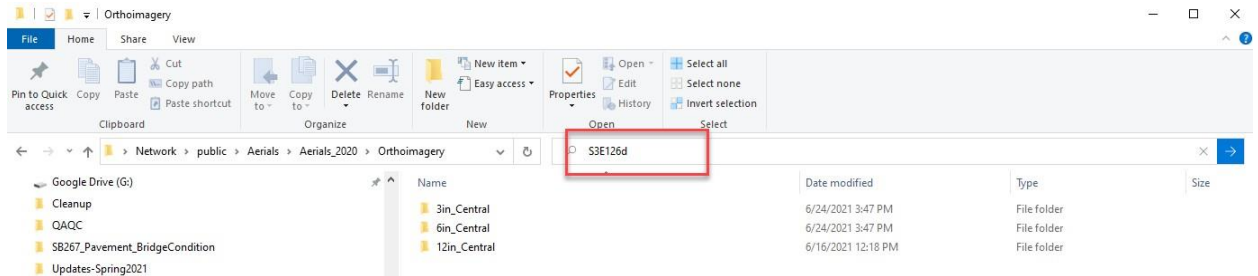 Orthoimagery
File Home Share View
Pin to Quick access
Copy
Paste
Cut
Copy path
Paste shortcut
Clipboard
Move to
Copy to
Delete
Rename
Organize
New folder
New item
Easy access
New
Properties
Open
Edit
History
Open
Select all
Select none
Invert selection
Select
> Network > public > Aerials > Aerials_2020 > Orthoimagery
S3E126d
Google Drive (G:)
Cleanup
QAQC
SB267_Pavement_BridgeCondition
Updates-Spring2021
Name Date modified Type Size
3in_Central 6/24/2021 3:47 PM File folder
6in_Central 6/24/2021 3:47 PM File folder
12in_Central 6/16/2021 12:18 PM File folder